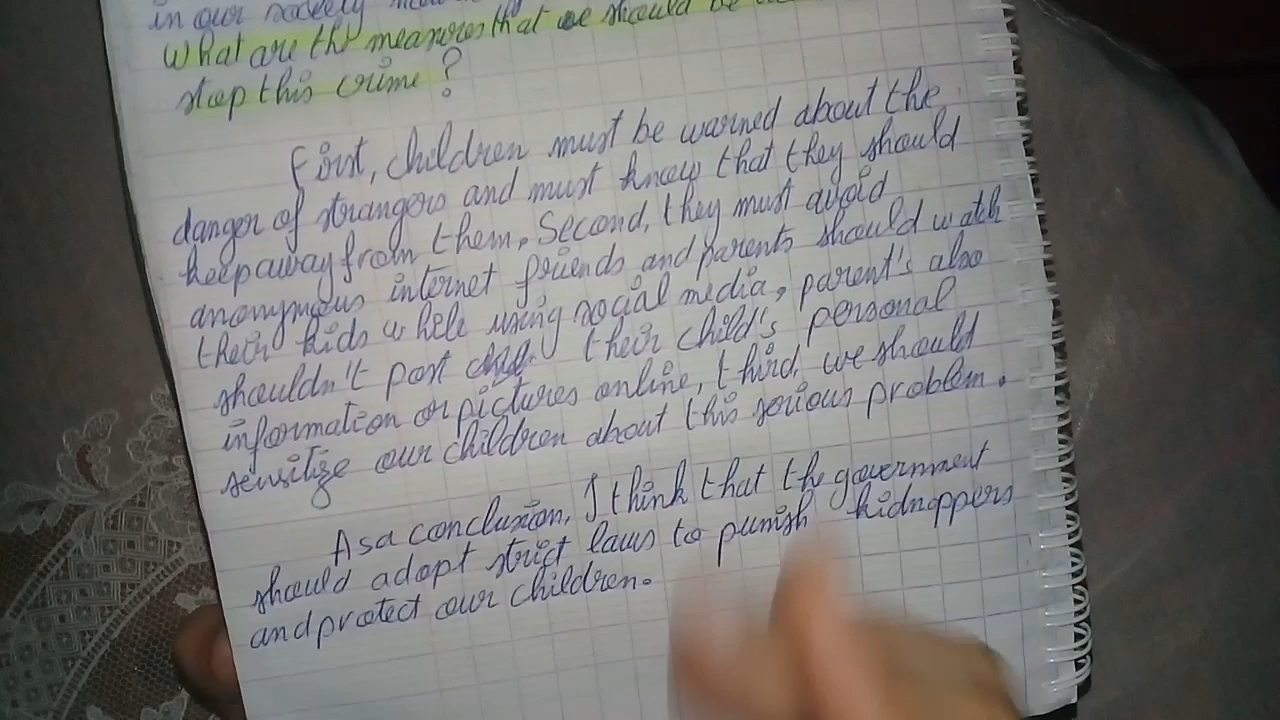 in our society
What are the measures that we should be
stop this crime?
First, children must be warned about the
danger of strangers and must know that they should
keep away from them. Second, they must avoid
anonymous internet friends and parents should watch
their kids while using social media, parent's also
shouldn't post their child's personal
information or pictures online, third, we should
sensitize our children about this serious problem.
As a conclusion, I think that the government
should adopt strict laws to punish kidnappers
and protect our children.